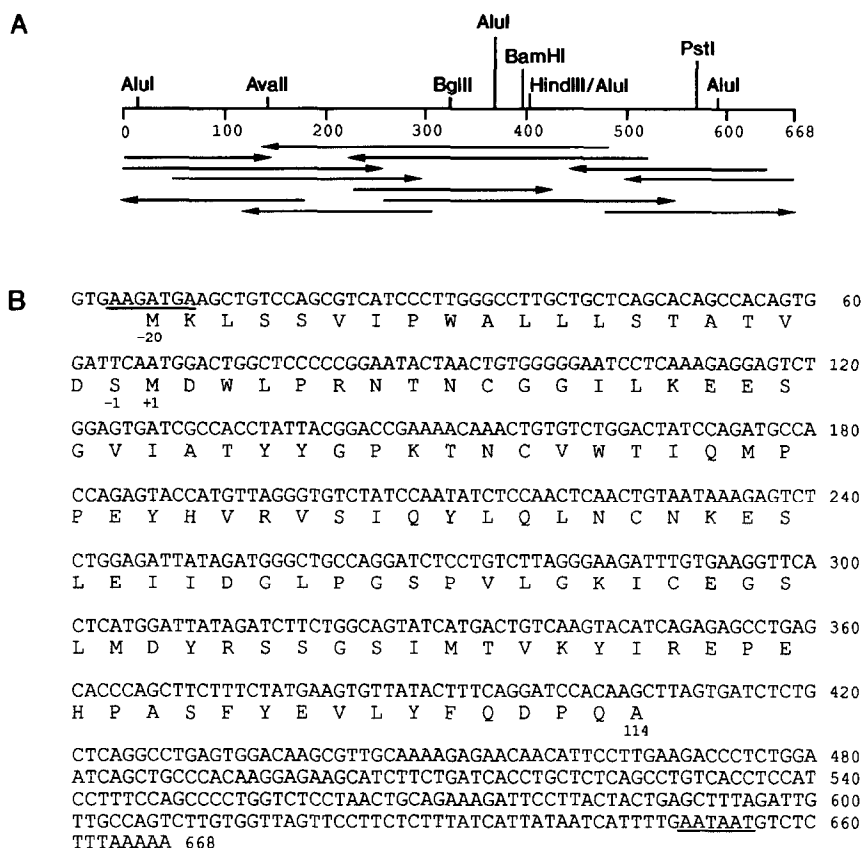 A
AluI
BamHI
PstI
AluI AvaII BglII HindIII/AluI AluI
0 100 200 300 400 500 600 668
B
GTGAAGATGAAGCTGTCCAGCGTCATCCCTTGGGCCTTGCTGCTCAGCACAGCCACAGTG 60
M K L S S V I P W A L L L S T A T V
-20
GATTCAATGGACTGGCTCCCCCGGAATACTAACTGTGGGGGAATCCTCAAAGAGGAGTCT 120
D S M D W L P R N T N C G G I L K E E S
-1 +1
GGAGTGATCGCCACCTATTACGGACCGAAAACAAACTGTGTCTGGACTATCCAGATGCCA 180
G V I A T Y Y G P K T N C V W T I Q M P
CCAGAGTACCATGTTAGGGTGTCTATCCAATATCTCCAACTCAACTGTAATAAAGAGTCT 240
P E Y H V R V S I Q Y L Q L N C N K E S
CTGGAGATTATAGATGGGCTGCCAGGATCTCCTGTCTTAGGGAAGATTTGTGAAGGTTCA 300
L E I I D G L P G S P V L G K I C E G S
CTCATGGATTATAGATCTTCTGGCAGTATCATGACTGTCAAGTACATCAGAGAGCCTGAG 360
L M D Y R S S G S I M T V K Y I R E P E
CACCCAGCTTCTTTCTATGAAGTGTTATACTTTCAGGATCCACAAGCTTAGTGATCTCTG 420
H P A S F Y E V L Y F Q D P Q A
114
CTCAGGCCTGAGTGGACAAGCGTTGCAAAAGAGAACAACATTCCTTGAAGACCCTCTGGA 480
ATCAGCTGCCCACAAGGAGAAGCATCTTCTGATCACCTGCTCTCAGCCTGTCACCTCCAT 540
CCTTTCCAGCCCCTGGTCTCCTAACTGCAGAAAGATTCCTTACTACTGAGCTTTAGATTG 600
TTGCCAGTCTTGTGGTTAGTTCCTTCTCTTTATCATTATAATCATTTTGAATAATGTCTC 660
TTTAAAAA 668